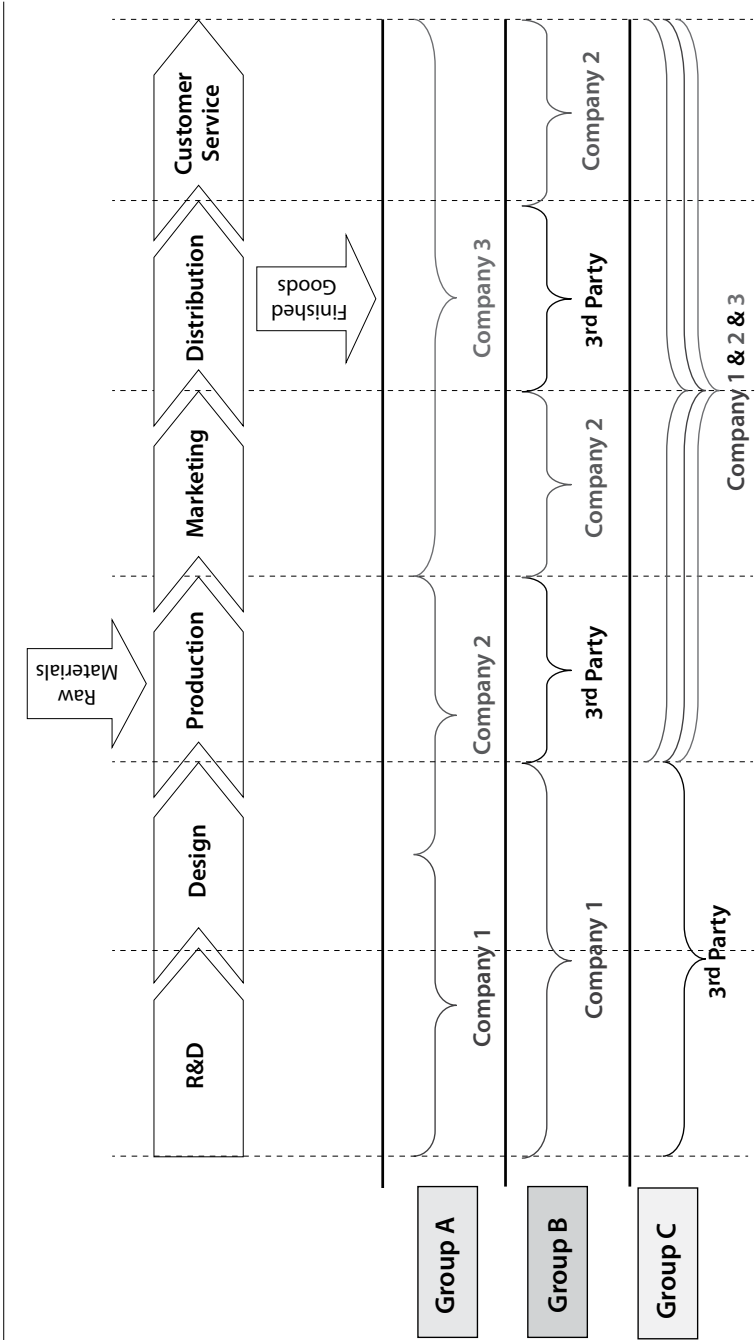 Raw
Materials
R&D
Design
Production
Marketing
Distribution
Customer
Service
Finished
Goods
Group A
Company 1
Company 2
Company 3
Group B
Company 1
3rd Party
Company 2
3rd Party
Company 2
Group C
3rd Party
Company 1 & 2 & 3